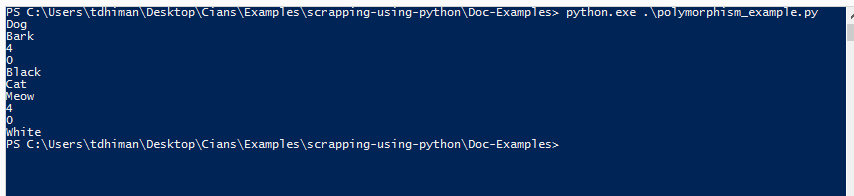 PS C:\Users\tdhiman\Desktop\Cians\Examples\scrapping-using-python\Doc-Examples> python.exe .\polymorphism_example.py
Dog
Bark
4
0
Black
Cat
Meow
4
0
White
PS C:\Users\tdhiman\Desktop\Cians\Examples\scrapping-using-python\Doc-Examples>